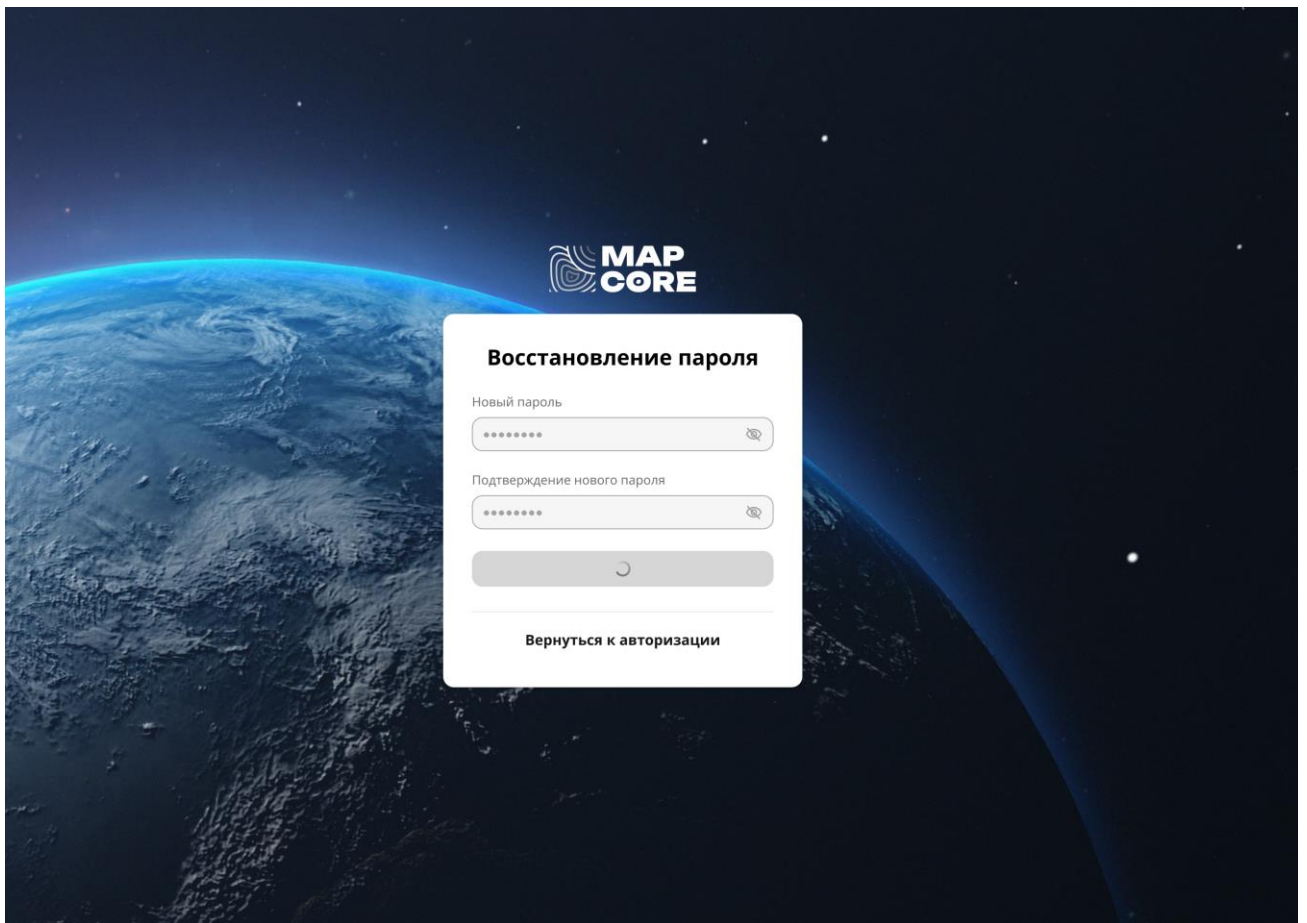 MAP
CORE
Восстановление пароля
Новый пароль
••••••••
Подтверждение нового пароля
••••••••
Вернуться к авторизации